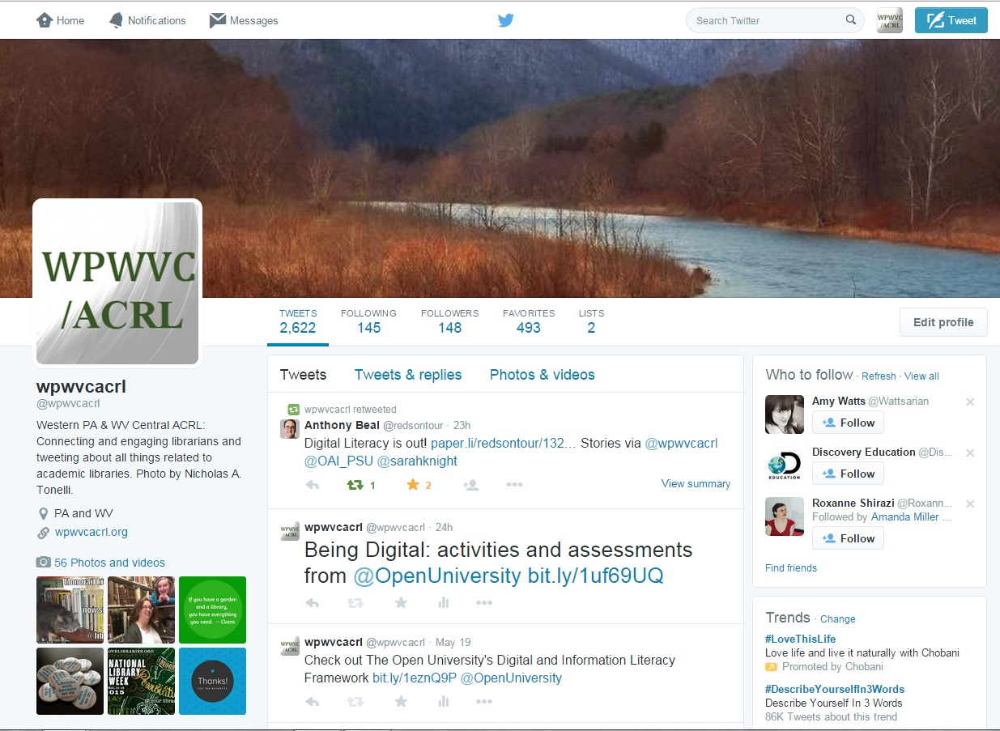 Home
Notifications
Messages
Search Twitter
WPWVC
/ACRL
Tweet
WPWVC
/ACRL
TWEETS
2,622
FOLLOWING
145
FOLLOWERS
148
FAVORITES
493
LISTS
2
Edit profile
wpwvcacrl
@wpwvcacrl
Western PA & WV Central ACRL:
Connecting and engaging librarians and
tweeting about all things related to
academic libraries. Photo by Nicholas A.
Tonelli.
PA and WV
wpwvcacrl.org
56 Photos and videos
If you have a garden
and a library,
you have everything
you need. -- Cicero
NATIONAL
LIBRARY
WEEK
2015
Thanks!
Tweets
Tweets & replies
Photos & videos
wpwvcacrl retweeted
Anthony Beal @redsontour · 23h
Digital Literacy is out! paper.li/redsontour/132... Stories via @wpwvcacrl
@OAI_PSU @sarahknight
1
2
View summary
WPWVC
/ACRL
wpwvcacrl @wpwvcacrl · 24h
Being Digital: activities and assessments
from @OpenUniversity bit.ly/1uf69UQ
WPWVC
/ACRL
wpwvcacrl @wpwvcacrl · May 19
Check out The Open University's Digital and Information Literacy
Framework bit.ly/1eznQ9P @OpenUniversity
Who to follow · Refresh · View all
Amy Watts @Wattsarian
Follow
D
EDUCATION
Discovery Education @Dis...
Follow
Roxanne Shirazi @Roxann...
Followed by Amanda Miller ...
Follow
Find friends
Trends · Change
#LoveThisLife
Love life and live it naturally with Chobani
Promoted by Chobani
#DescribeYourselfIn3Words
Describe Yourself In 3 Words
86K Tweets about this trend